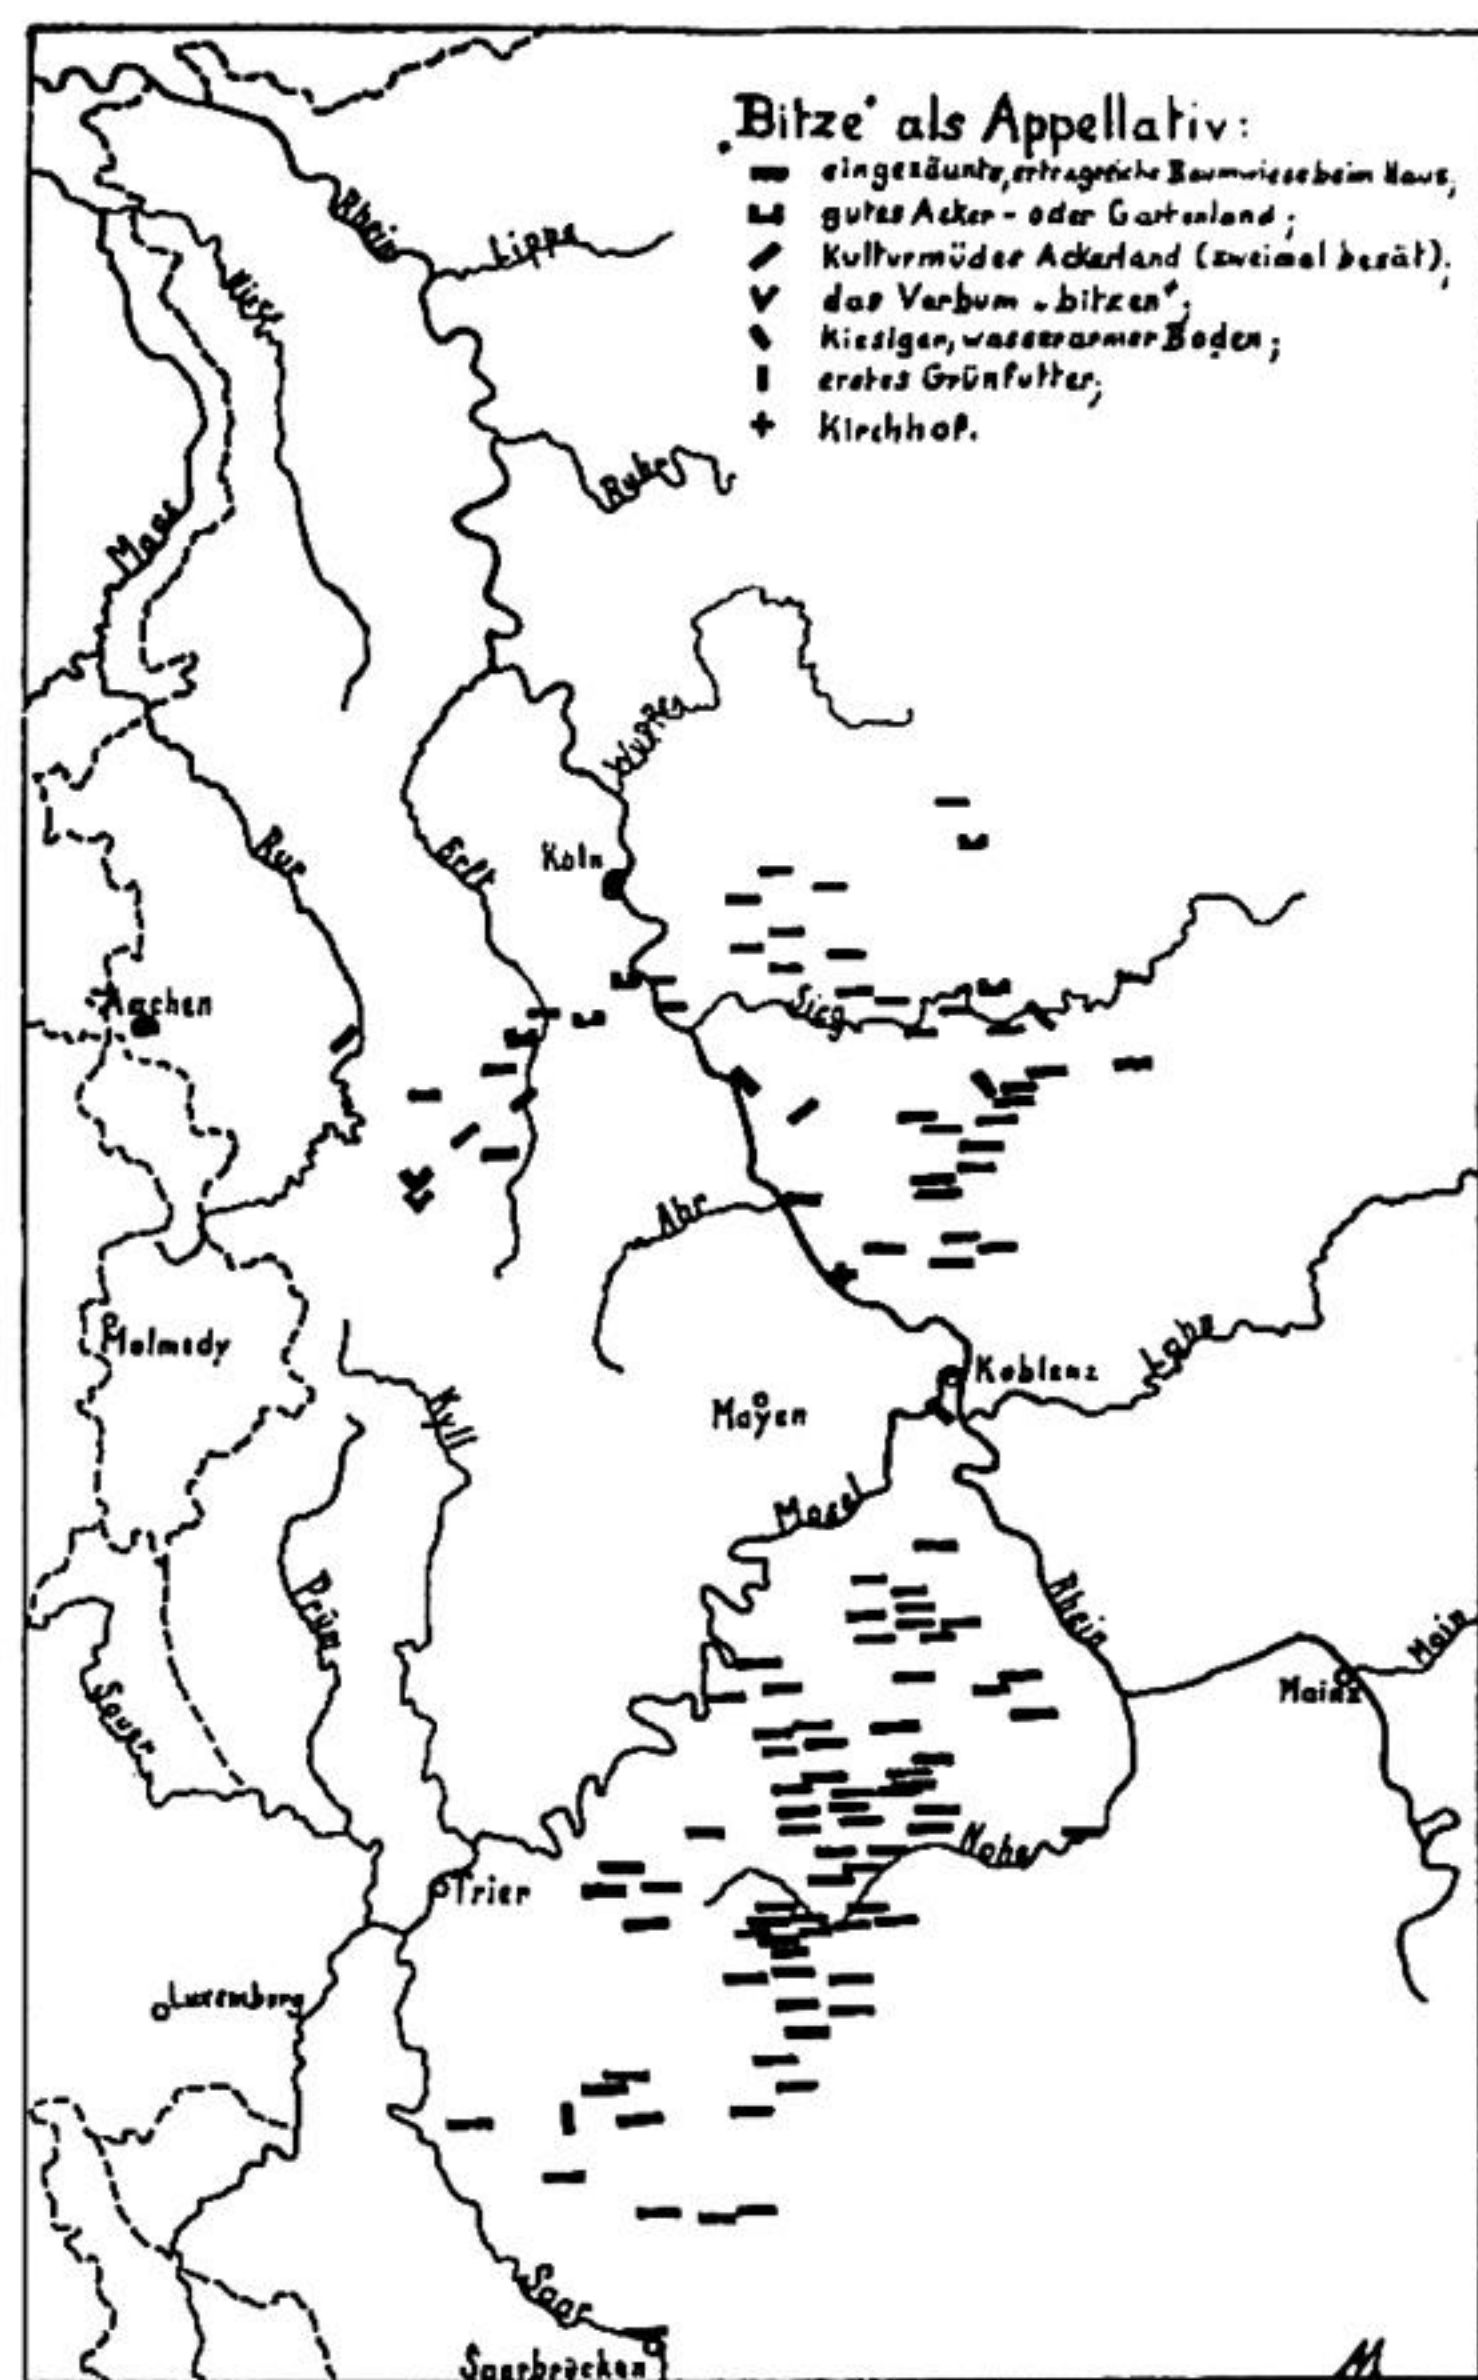 „Bitze“ als Appellativ:
eingezäunte, ertragreiche Baumwiese beim Haus,
gutes Acker- oder Gartenland;
Kulturmüdes Ackerland (zweimal besät),
das Verbum „bitzen“;
Kiesiger, wasserarmer Boden;
erstes Grünfutter,
Kirchhof.
Rhein
Lippe
Niers
Ruhr
Maas
Wupper
Rur
Erft
Köln
Aachen
Sieg
Ahr
Malmedy
Koblenz
Lahn
Mayen
Kyll
Mosel
Prüm
Rhein
Main
Mainz
Sauer
Nahe
Trier
Luxemburg
Saar
Saarbrücken
M